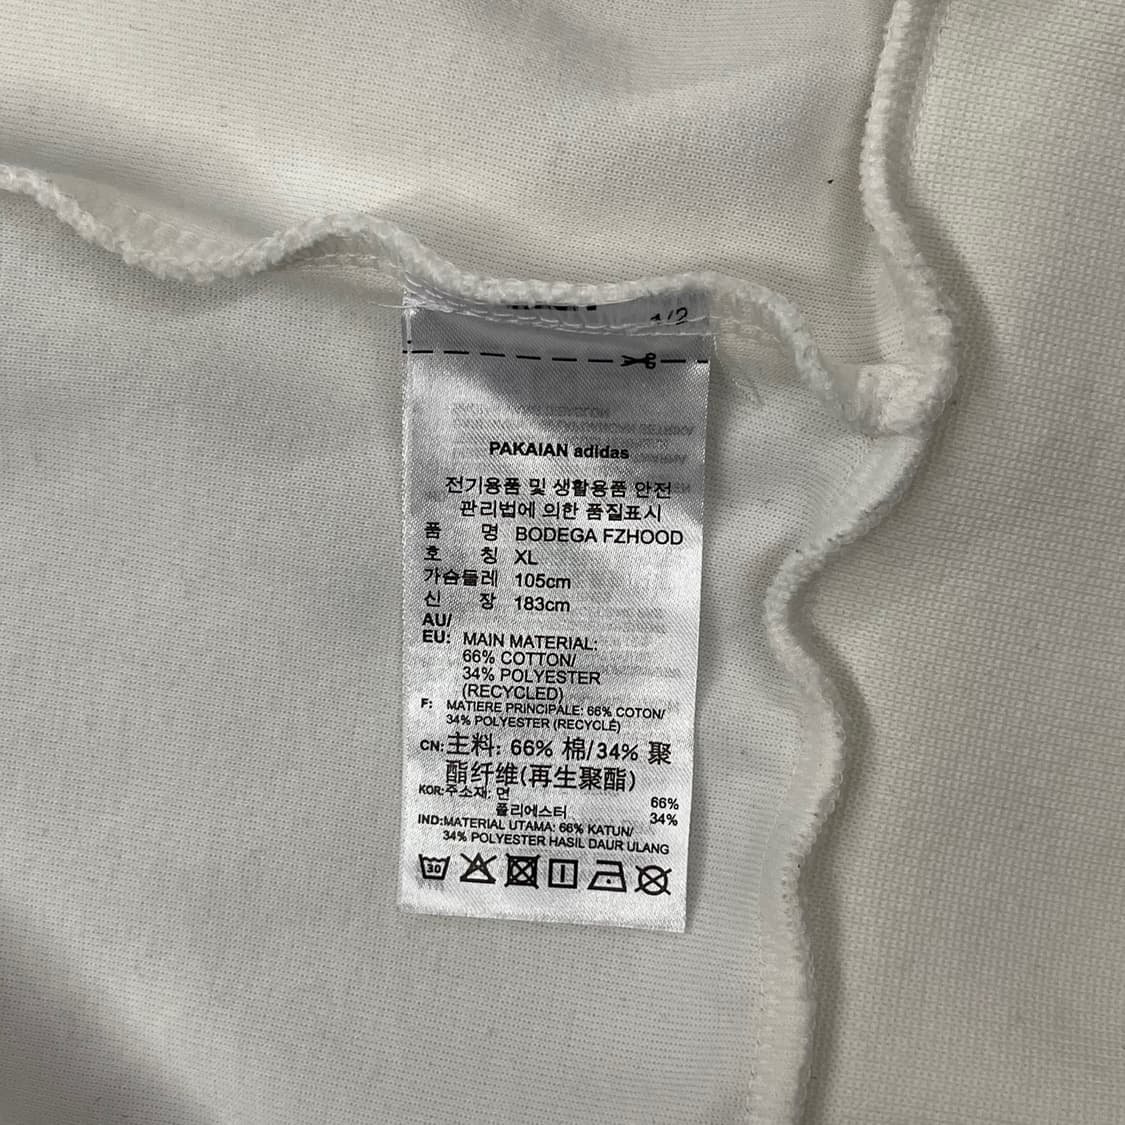 1/2
PAKAIAN adidas
전기용품 및 생활용품 안전
관리법에 의한 품질표시
품 명 BODEGA FZHOOD
호 칭 XL
가슴둘레 105cm
신 장 183cm
AU/
EU: MAIN MATERIAL:
66% COTTON/
34% POLYESTER
(RECYCLED)
F: MATIERE PRINCIPALE: 66% COTON/
34% POLYESTER (RECYCLÉ)
CN: 主料: 66% 棉/34% 聚
酯纤维(再生聚酯)
KOR:주소재: 면 66%
폴리에스터 34%
IND:MATERIAL UTAMA: 66% KATUN/
34% POLYESTER HASIL DAUR ULANG
30